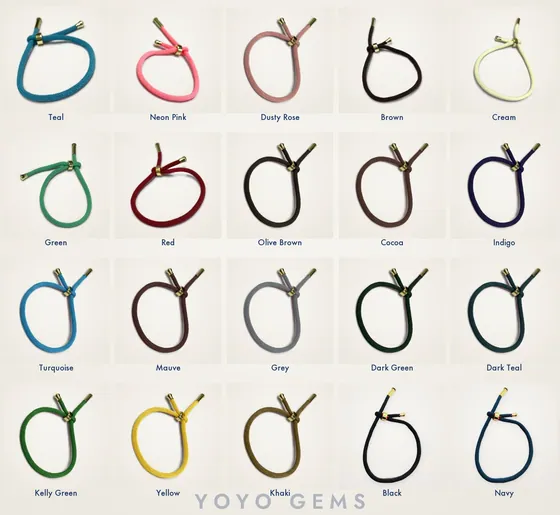 Teal Neon Pink Dusty Rose Brown Cream
Green Red Olive Brown Cocoa Indigo
Turquoise Mauve Grey Dark Green Dark Teal
Kelly Green Yellow Khaki Black Navy
YOYO GEMS